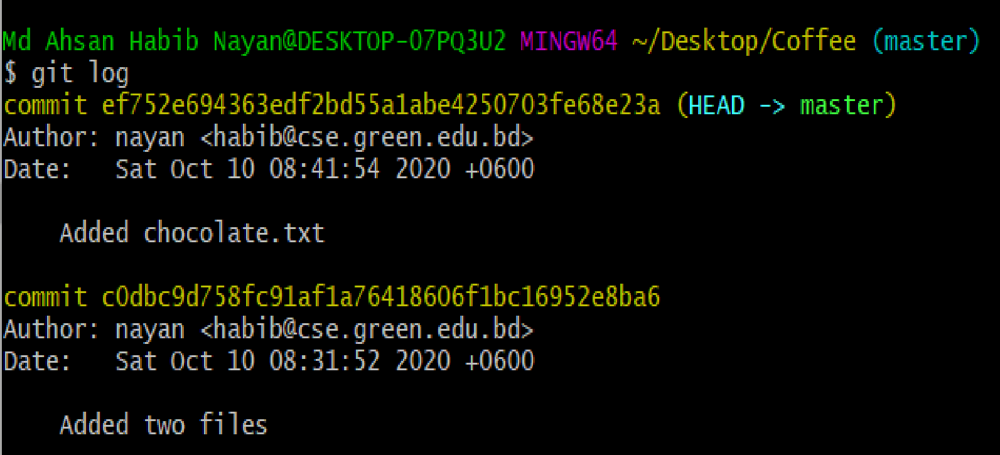 Md Ahsan Habib Nayan@DESKTOP-O7PQ3U2 MINGW64 ~/Desktop/Coffee (master)
$ git log
commit ef752e694363edf2bd55a1abe4250703fe68e23a (HEAD -> master)
Author: nayan <habib@cse.green.edu.bd>
Date:   Sat Oct 10 08:41:54 2020 +0600
    Added chocolate.txt
commit c0dbc9d758fc91af1a76418606f1bc16952e8ba6
Author: nayan <habib@cse.green.edu.bd>
Date:   Sat Oct 10 08:31:52 2020 +0600
    Added two files